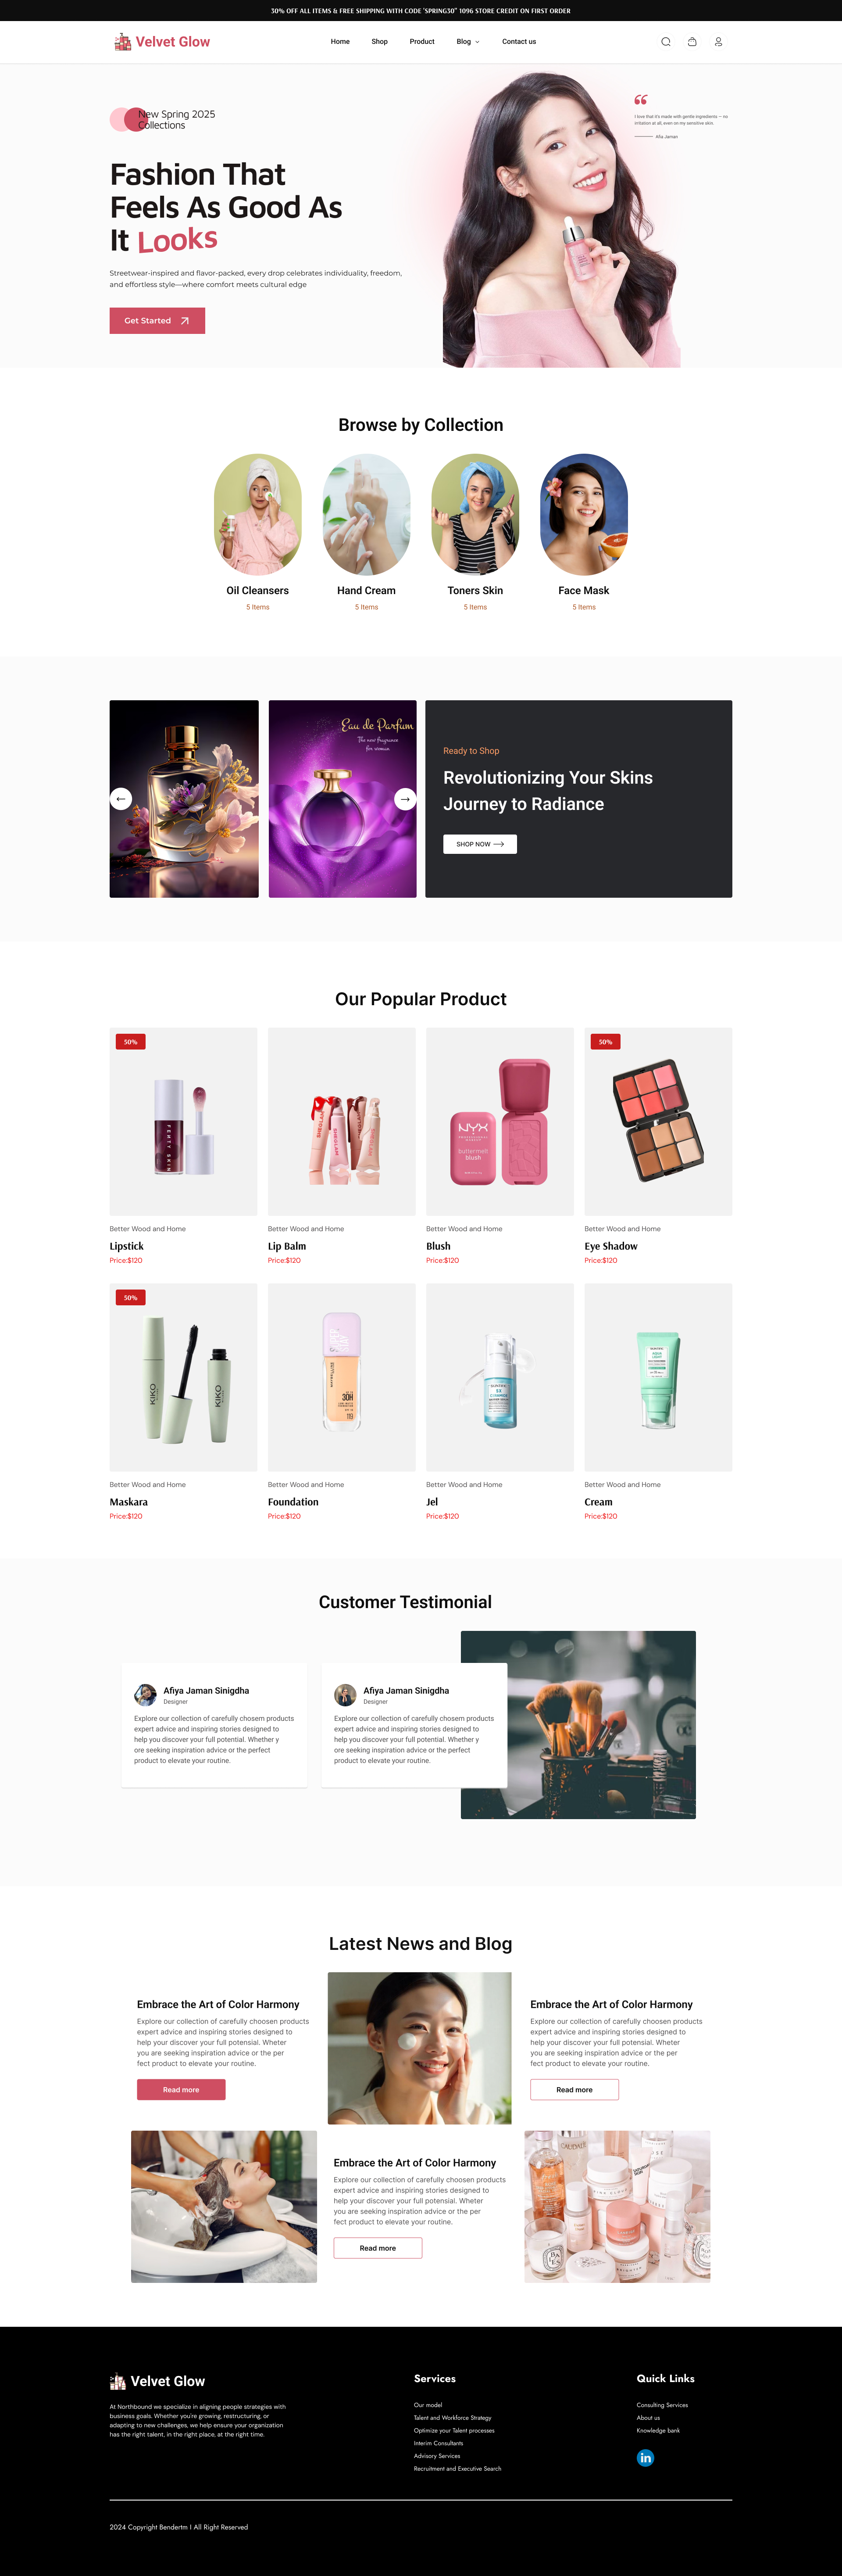 30% OFF ALL ITEMS & FREE SHIPPING WITH CODE 'SPRING30" 1096 STORE CREDIT ON FIRST ORDER
Velvet Glow
Home
Shop
Product
Blog
Contact us
New Spring 2025
Collections
Fashion That
Feels As Good As
It Looks
Streetwear-inspired and flavor-packed, every drop celebrates individuality, freedom,
and effortless style—where comfort meets cultural edge
Get Started
I love that it's made with gentle ingredients — no
irritation at all, even on my sensitive skin.
Afia Jaman
Browse by Collection
Oil Cleansers
5 Items
Hand Cream
5 Items
Toners Skin
5 Items
Face Mask
5 Items
Eau de Parfum
The new fragrance
for woman
Ready to Shop
Revolutionizing Your Skins
Journey to Radiance
SHOP NOW
Our Popular Product
50%
FENTY SKIN
NYX
buttermelt
blush
50%
Better Wood and Home
Lipstick
Price:$120
Better Wood and Home
Lip Balm
Price:$120
Better Wood and Home
Blush
Price:$120
Better Wood and Home
Eye Shadow
Price:$120
50%
KIKO
KIKO
30H
119
Better Wood and Home
Maskara
Price:$120
Better Wood and Home
Foundation
Price:$120
Better Wood and Home
Jel
Price:$120
Better Wood and Home
Cream
Price:$120
Customer Testimonial
Afiya Jaman Sinigdha
Designer
Explore our collection of carefully chosern products
expert advice and inspiring stories designed to
help you discover your full potential. Whether y
ore seeking inspiration advice or the perfect
product to elevate your routine.
Afiya Jaman Sinigdha
Designer
Explore our collection of carefully chosern products
expert advice and inspiring stories designed to
help you discover your full potential. Whether y
ore seeking inspiration advice or the perfect
product to elevate your routine.
Latest News and Blog
Embrace the Art of Color Harmony
Explore our collection of carefully choosen products
expert advice and inspiring stories designed to
help your discover your full potensial. Wheter
you are seeking inspiration advice or the per
fect product to elevate your routine.
Read more
Embrace the Art of Color Harmony
Explore our collection of carefully choosen products
expert advice and inspiring stories designed to
help your discover your full potensial. Wheter
you are seeking inspiration advice or the per
fect product to elevate your routine.
Read more
Embrace the Art of Color Harmony
Explore our collection of carefully choosen products
expert advice and inspiring stories designed to
help your discover your full potensial. Wheter
you are seeking inspiration advice or the per
fect product to elevate your routine.
Read more
CAUDALIE
Velvet Glow
At Northbound we specialize in aligning people strategies with
business goals. Whether you're growing, restructuring, or
adapting to new challenges, we help ensure your organization
has the right talent, in the right place, at the right time.
Services
Our model
Talent and Workforce Strategy
Optimize your Talent processes
Interim Consultants
Advisory Services
Recruitment and Executive Search
Quick Links
Consulting Services
About us
Knowledge bank
in
2024 Copyright Bendertm I All Right Reserved